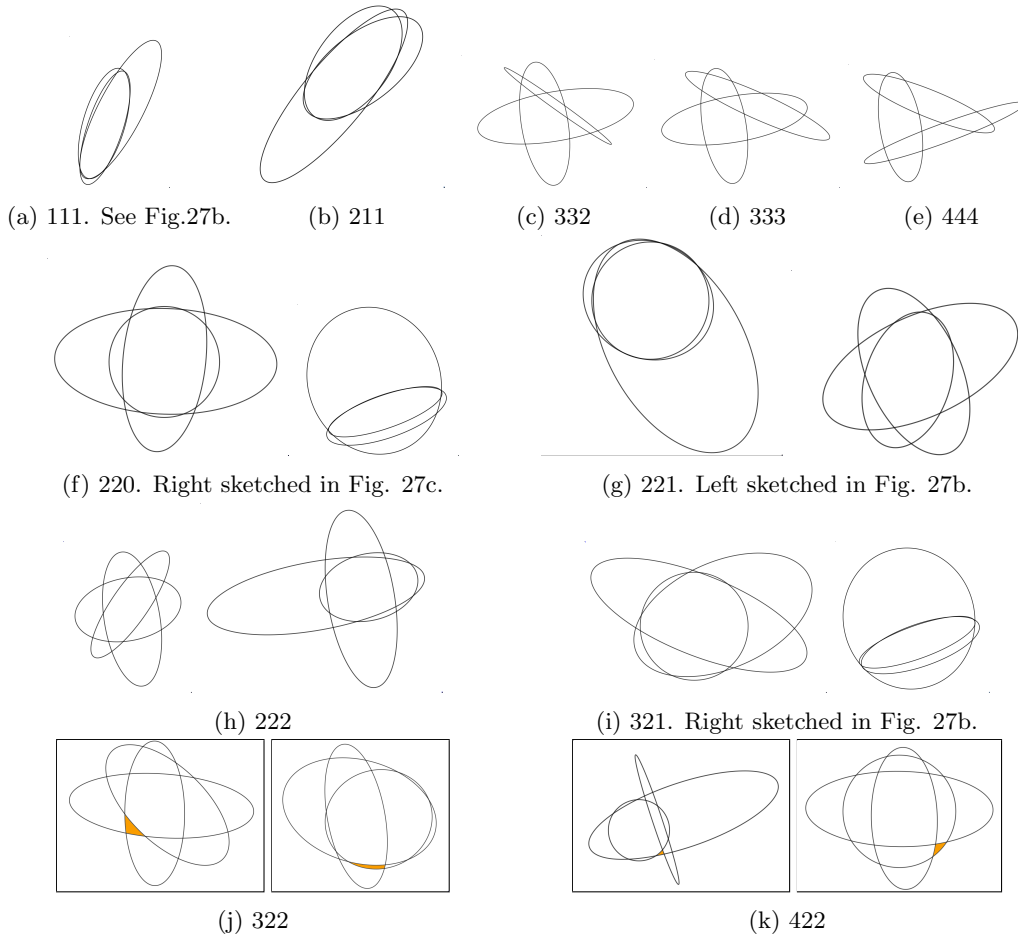 (a) 111. See Fig.27b. (b) 211 (c) 332 (d) 333 (e) 444
(f) 220. Right sketched in Fig. 27c. (g) 221. Left sketched in Fig. 27b.
(h) 222 (i) 321. Right sketched in Fig. 27b.
(j) 322 (k) 422